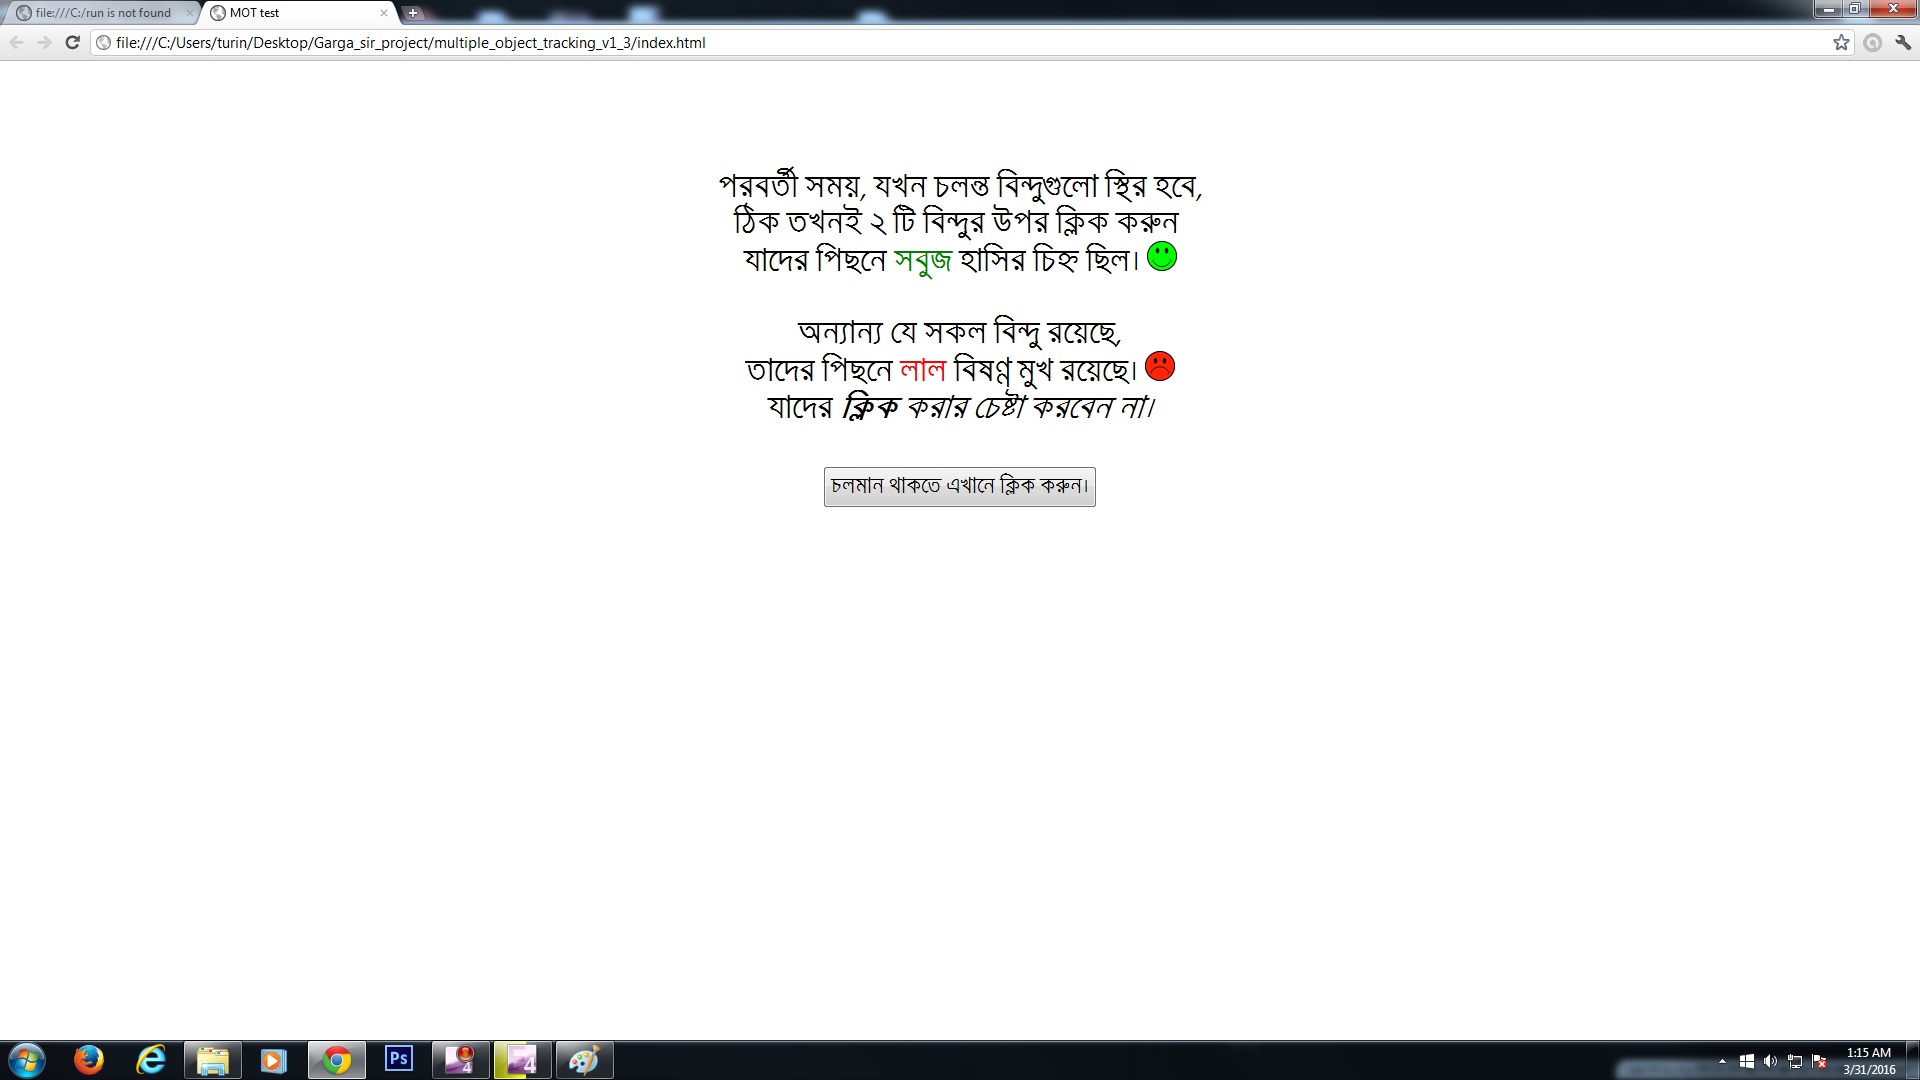 file:///C:/run is not found
MOT test
file:///C:/Users/turin/Desktop/Garga_sir_project/multiple_object_tracking_v1_3/index.html
পরবর্তী সময়, যখন চলন্ত বিন্দুগুলো স্থির হবে,
ঠিক তখনই ২ টি বিন্দুর উপর ক্লিক করুন
যাদের পিছনে সবুজ হাসির চিহ্ন ছিল।
অন্যান্য যে সকল বিন্দু রয়েছে,
তাদের পিছনে লাল বিষণ্ণ মুখ রয়েছে।
যাদের ক্লিক করার চেষ্টা করবেন না।
চলমান থাকতে এখানে ক্লিক করুন।
Ps
4
4
1:15 AM
3/31/2016